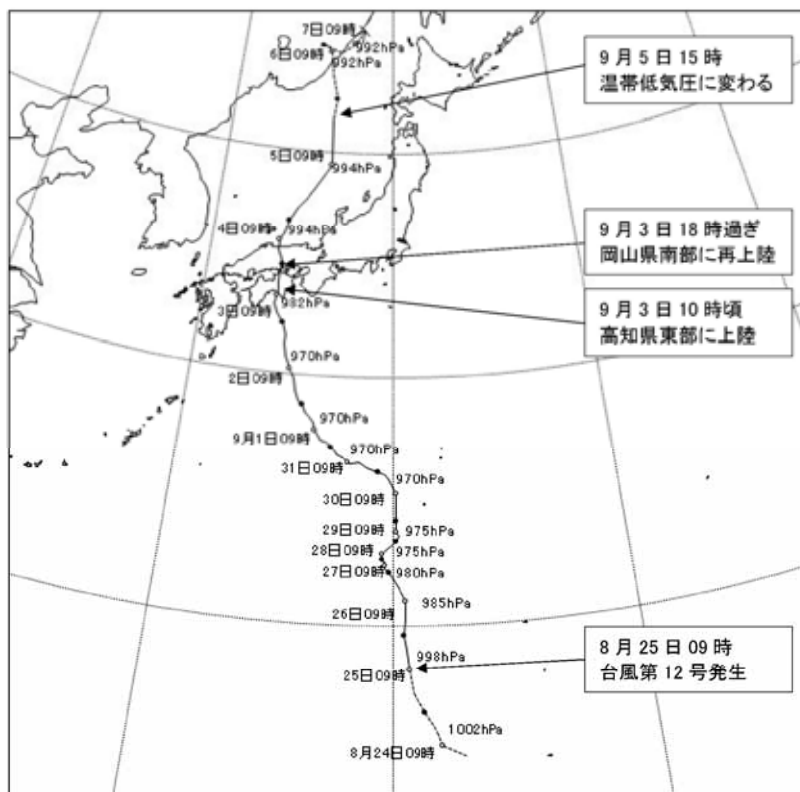 7日09時
992hPa
6日09時
992hPa
9月5日15時
温帯低気圧に変わる
5日09時
994hPa
4日09時
994hPa
9月3日18時過ぎ
岡山県南部に再上陸
3日09時
982hPa
9月3日10時頃
高知県東部に上陸
970hPa
2日09時
970hPa
9月1日09時
970hPa
31日09時
970hPa
30日09時
29日09時
975hPa
28日09時
975hPa
27日09時
980hPa
985hPa
26日09時
998hPa
25日09時
8月25日09時
台風第12号発生
1002hPa
8月24日09時